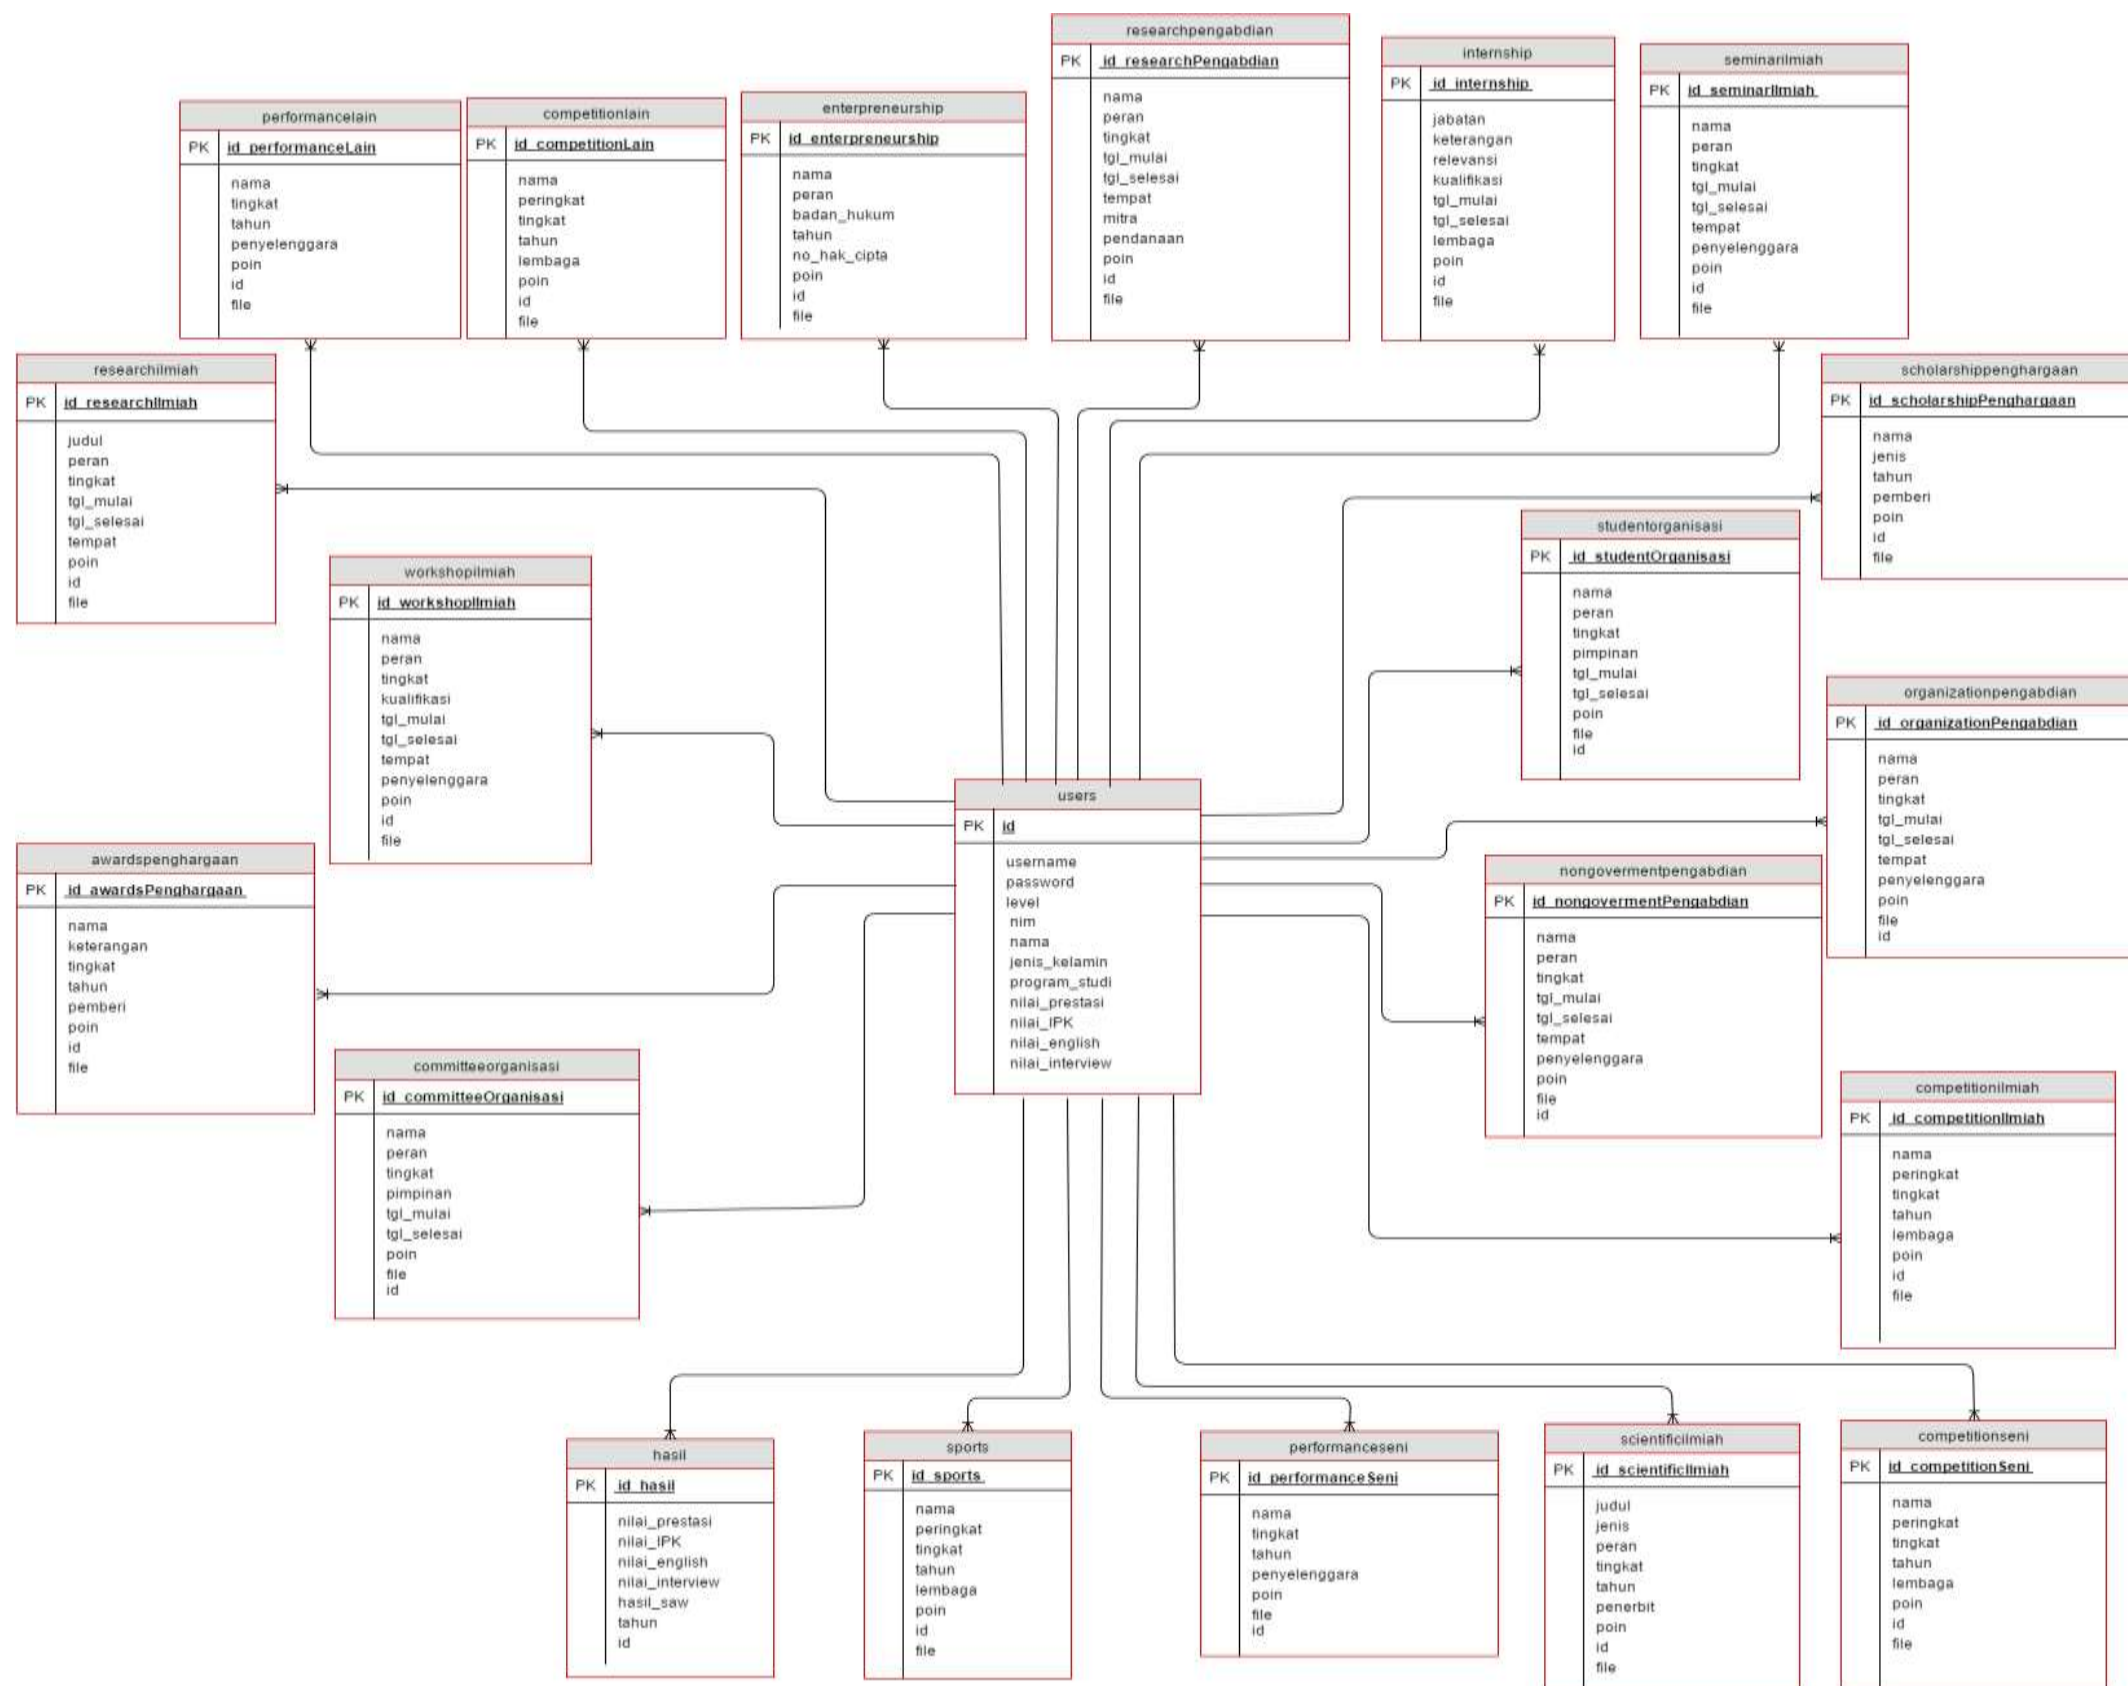 researchpengabdian
PK id_researchPengabdian
nama
peran
tingkat
tgl_mulai
tgl_selesai
tempat
mitra
pendanaan
poin
id
file
internship
PK id_internship
jabatan
keterangan
relevansi
kualifikasi
tgl_mulai
tgl_selesai
lembaga
poin
id
file
seminarilmiah
PK id_seminarIlmiah
nama
peran
tingkat
tgl_mulai
tgl_selesai
tempat
penyelenggara
poin
id
file
performancelain
PK id_performanceLain
nama
tingkat
tahun
penyelenggara
poin
id
file
competitionlain
PK id_competitionLain
nama
peringkat
tingkat
tahun
lembaga
poin
id
file
enterpreneurship
PK id_enterpreneurship
nama
peran
badan_hukum
tahun
no_hak_cipta
poin
id
file
researchilmiah
PK id_researchIlmiah
judul
peran
tingkat
tgl_mulai
tgl_selesai
tempat
poin
id
file
scholarshippenghargaan
PK id_scholarshipPenghargaan
nama
jenis
tahun
pemberi
poin
id
file
studentorganisasi
PK id_studentOrganisasi
nama
peran
tingkat
pimpinan
tgl_mulai
tgl_selesai
poin
file
id
workshopilmiah
PK id_workshopIlmiah
nama
peran
tingkat
kualifikasi
tgl_mulai
tgl_selesai
tempat
penyelenggara
poin
id
file
organizationpengabdian
PK id_organizationPengabdian
nama
peran
tingkat
tgl_mulai
tgl_selesai
tempat
penyelenggara
poin
file
id
users
PK id
username
password
level
nim
nama
jenis_kelamin
program_studi
nilai_prestasi
nilai_IPK
nilai_english
nilai_interview
awardspenghargaan
PK id_awardsPenghargaan
nama
keterangan
tingkat
tahun
pemberi
poin
id
file
nongovermentpengabdian
PK id_nongovermentPengabdian
nama
peran
tingkat
tgl_mulai
tgl_selesai
tempat
penyelenggara
poin
file
id
committeeorganisasi
PK id_committeeOrganisasi
nama
peran
tingkat
pimpinan
tgl_mulai
tgl_selesai
poin
file
id
competitionilmiah
PK id_competitionIlmiah
nama
peringkat
tingkat
tahun
lembaga
poin
id
file
hasil
PK id_hasil
nilai_prestasi
nilai_IPK
nilai_english
nilai_interview
hasil_saw
tahun
id
sports
PK id_sports
nama
peringkat
tingkat
tahun
lembaga
poin
id
file
performanceseni
PK id_performanceSeni
nama
tingkat
tahun
penyelenggara
poin
file
id
scientificilmiah
PK id_scientificIlmiah
judul
jenis
peran
tingkat
tahun
penerbit
poin
id
file
competitionseni
PK id_competitionSeni
nama
peringkat
tingkat
tahun
lembaga
poin
id
file